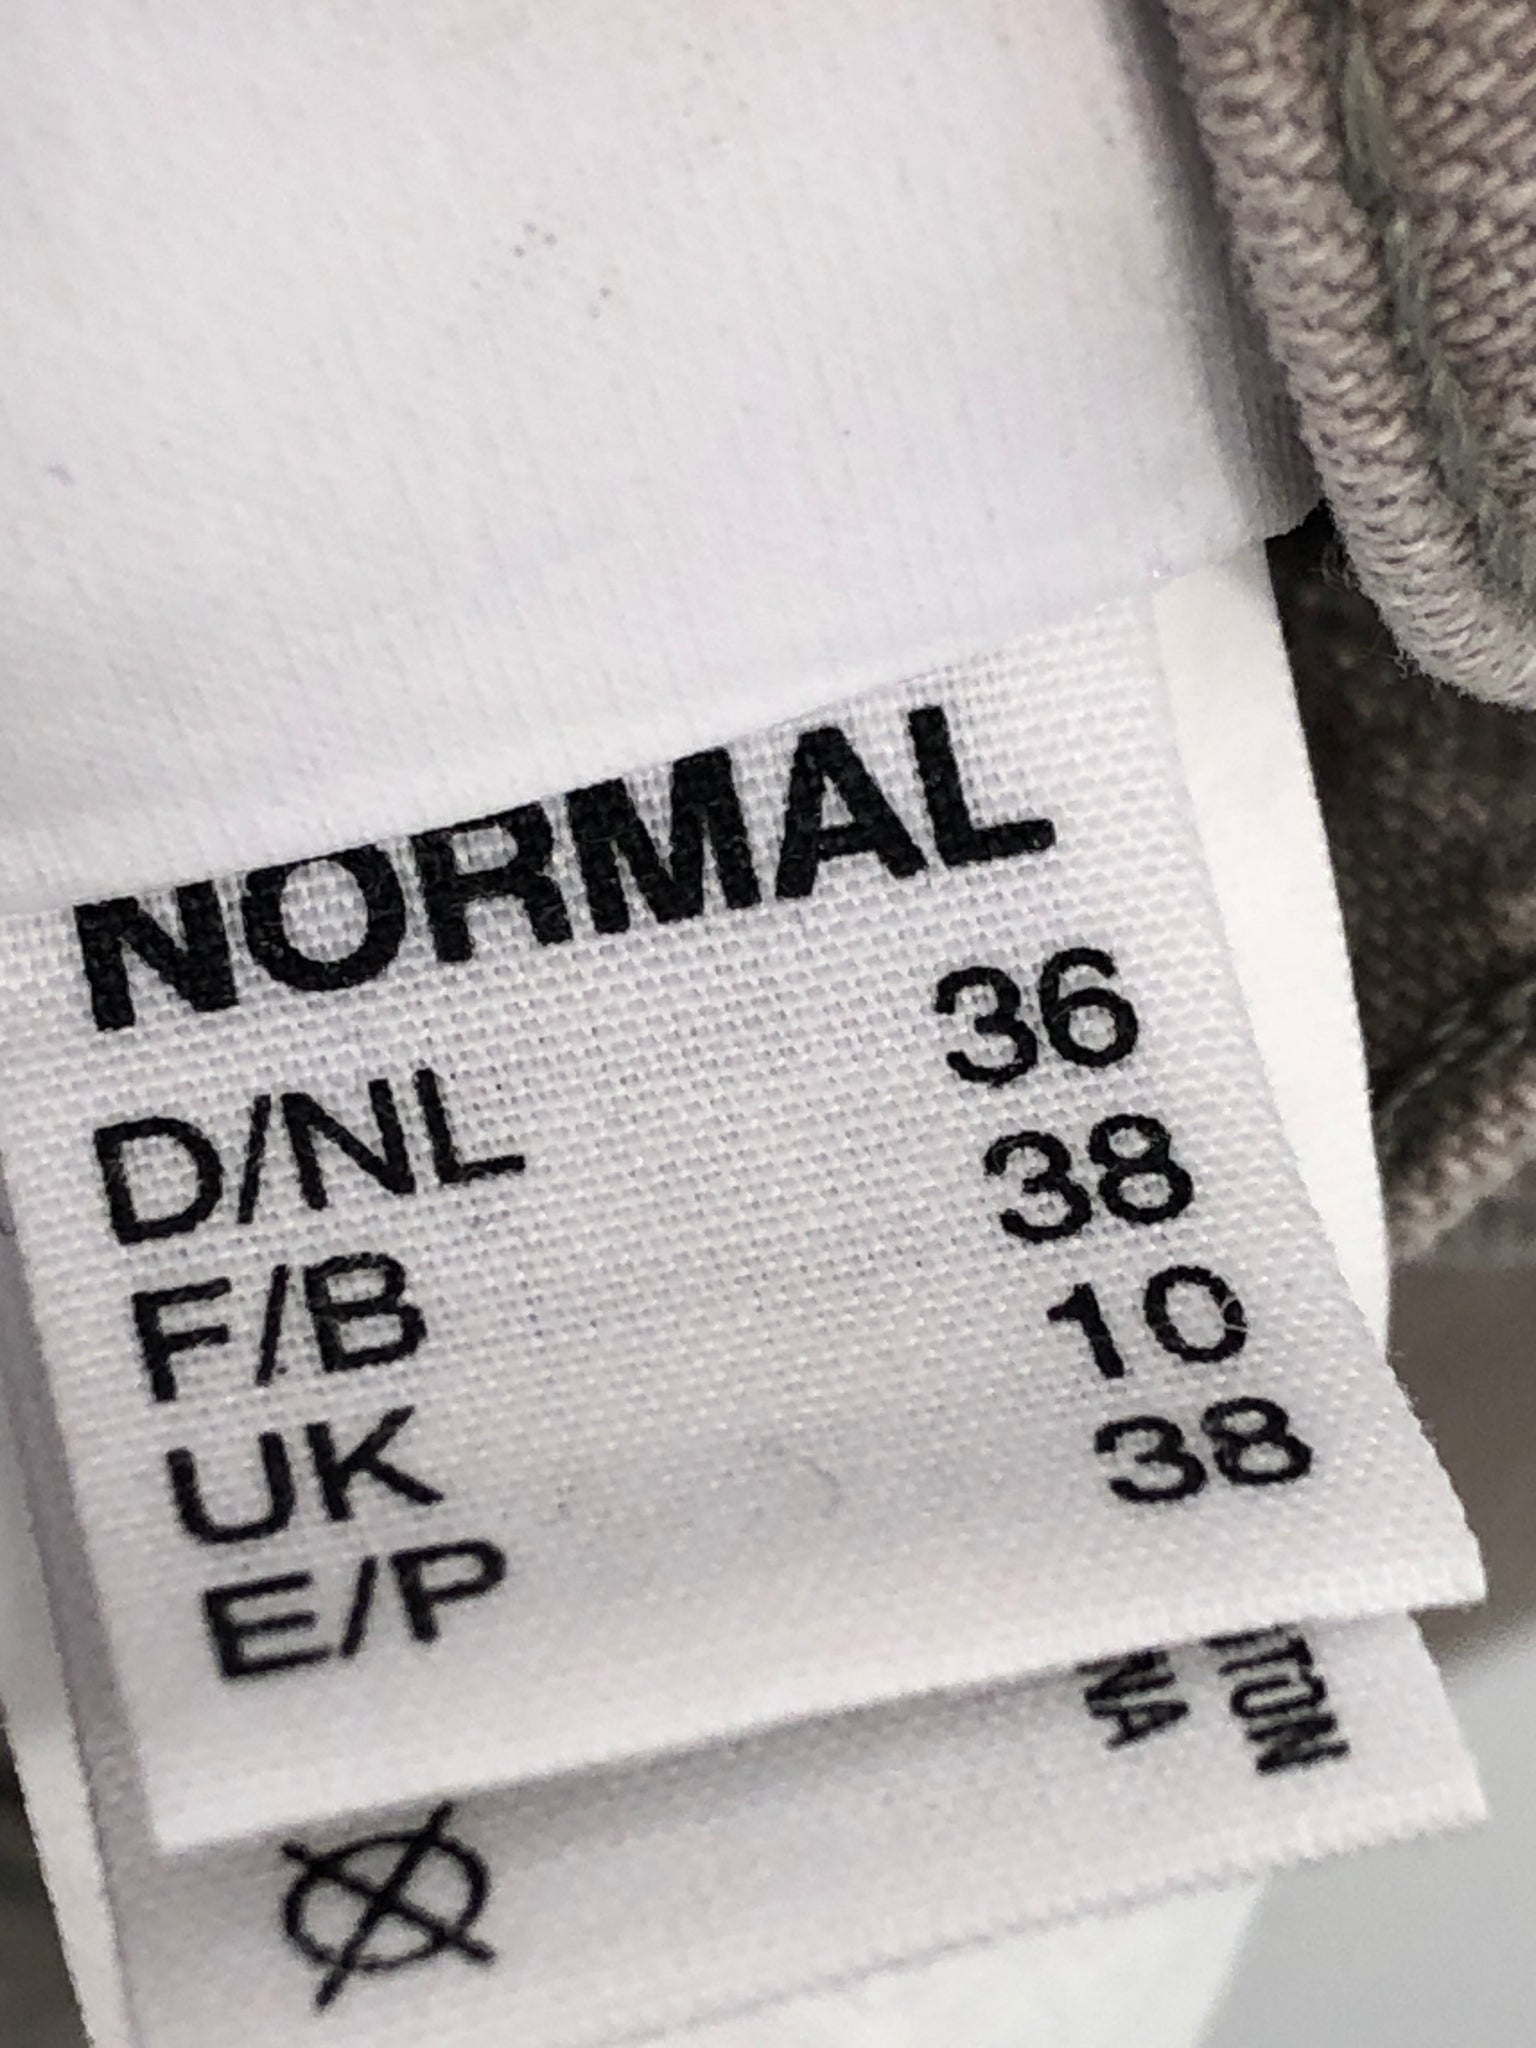 NORMAL
D/NL 36
F/B 38
UK 10
E/P 38